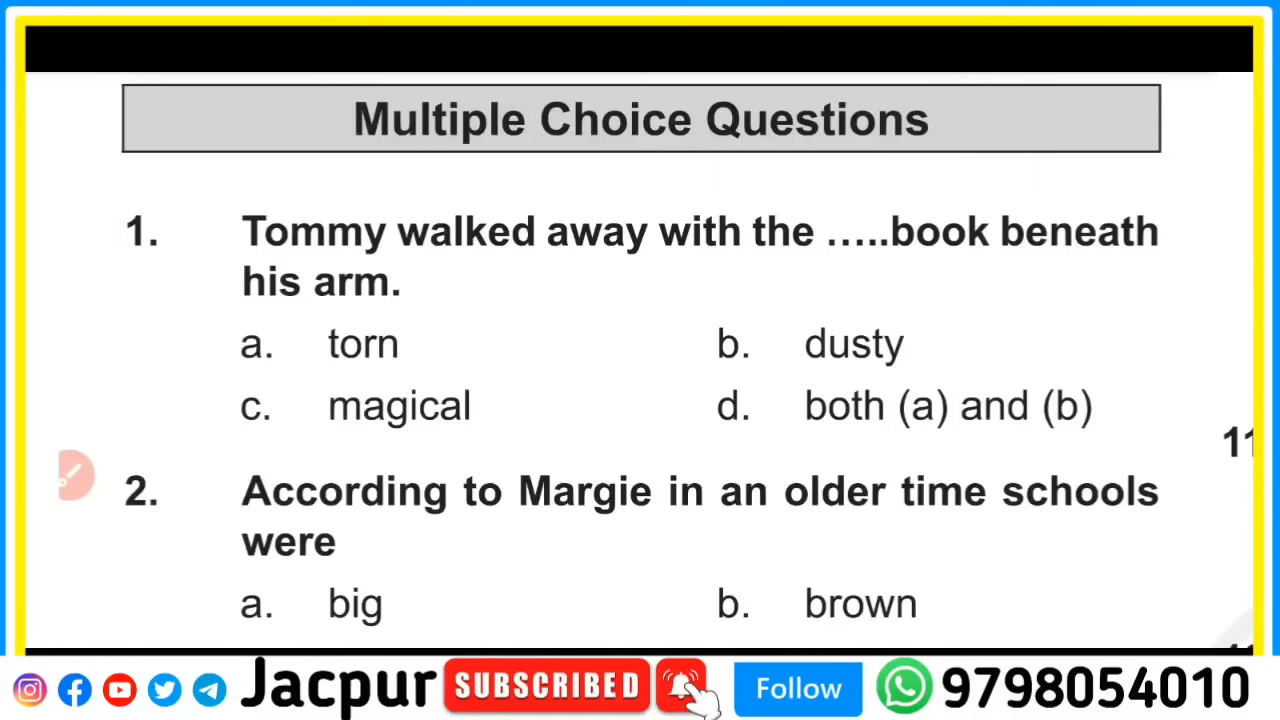 Multiple Choice Questions
1. Tommy walked away with the …..book beneath
his arm.
a. torn b. dusty
c. magical d. both (a) and (b)
11
2. According to Margie in an older time schools
were
a. big b. brown
Jacpur SUBSCRIBED Follow 9798054010